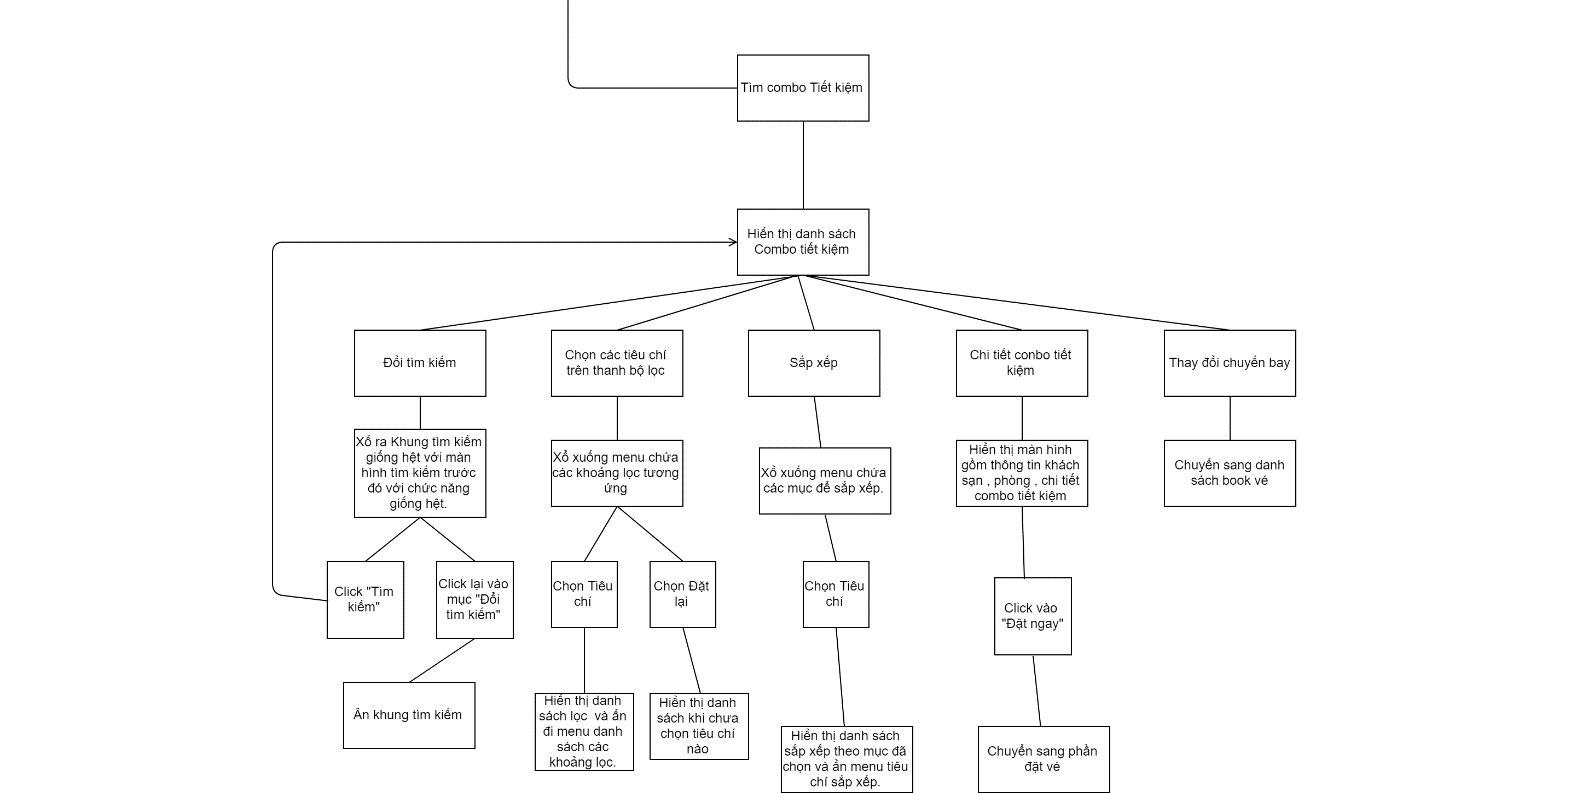 Tìm combo Tiết kiệm
Hiển thị danh sách
Combo tiết kiệm
Đổi tìm kiếm
Chọn các tiêu chí
trên thanh bộ lọc
Sắp xếp
Chi tiết conbo tiết
kiệm
Thay đổi chuyến bay
Xổ ra Khung tìm kiếm
giống hệt với màn
hình tìm kiếm trước
đó với chức năng
giống hệt.
Xổ xuống menu chứa
các khoảng lọc tương
ứng
Xổ xuống menu chứa
các mục để sắp xếp.
Hiển thị màn hình
gồm thông tin khách
sạn , phòng , chi tiết
combo tiết kiệm
Chuyển sang danh
sách book vé
Click "Tìm
kiếm"
Click lại vào
mục "Đổi
tìm kiếm"
Chọn Tiêu
chí
Chọn Đặt
lại
Chọn Tiêu
chí
Click vào
"Đặt ngay"
Ẩn khung tìm kiếm
Hiển thị danh
sách lọc và ẩn
đi menu danh
sách các
khoảng lọc.
Hiển thị danh
sách khi chưa
chọn tiêu chí
nào
Hiển thị danh sách
sắp xếp theo mục đã
chọn và ẩn menu tiêu
chí sắp xếp.
Chuyển sang phần
đặt vé